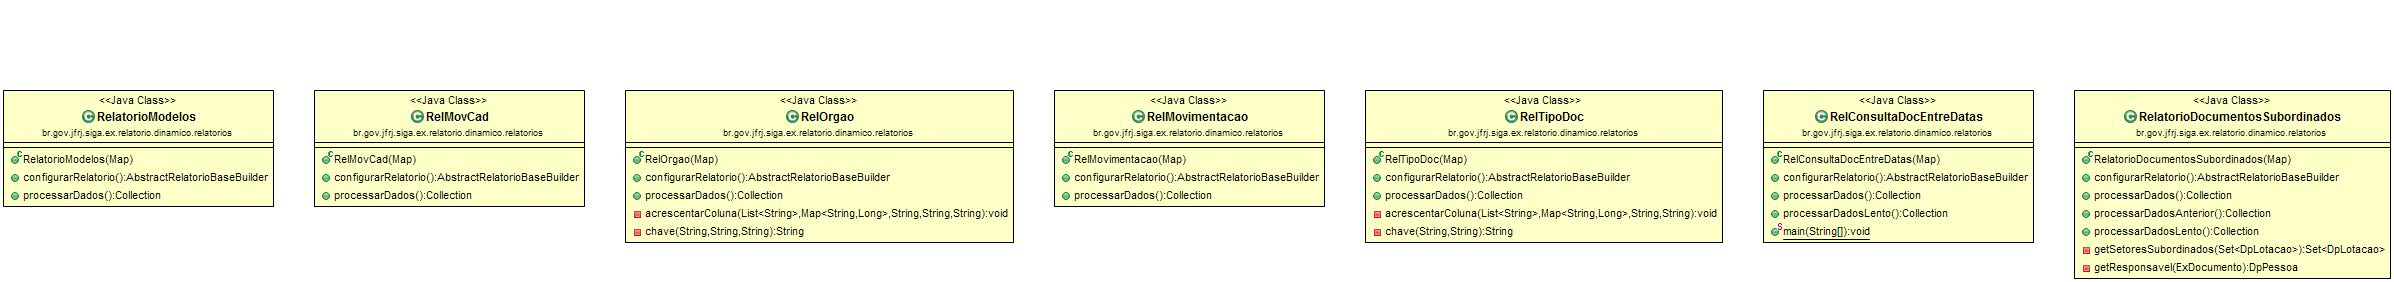 <<Java Class>>
RelatorioModelos
br.gov.jfrj.siga.ex.relatorio.dinamico.relatorios
RelatorioModelos(Map)
configurarRelatorio():AbstractRelatorioBaseBuilder
processarDados():Collection
<<Java Class>>
RelMovCad
br.gov.jfrj.siga.ex.relatorio.dinamico.relatorios
RelMovCad(Map)
configurarRelatorio():AbstractRelatorioBaseBuilder
processarDados():Collection
<<Java Class>>
RelOrgao
br.gov.jfrj.siga.ex.relatorio.dinamico.relatorios
RelOrgao(Map)
configurarRelatorio():AbstractRelatorioBaseBuilder
processarDados():Collection
acrescentarColuna(List<String>,Map<String,Long>,String,String,String):void
chave(String,String,String):String
<<Java Class>>
RelMovimentacao
br.gov.jfrj.siga.ex.relatorio.dinamico.relatorios
RelMovimentacao(Map)
configurarRelatorio():AbstractRelatorioBaseBuilder
processarDados():Collection
<<Java Class>>
RelTipoDoc
br.gov.jfrj.siga.ex.relatorio.dinamico.relatorios
RelTipoDoc(Map)
configurarRelatorio():AbstractRelatorioBaseBuilder
processarDados():Collection
acrescentarColuna(List<String>,Map<String,Long>,String,String):void
chave(String,String):String
<<Java Class>>
RelConsultaDocEntreDatas
br.gov.jfrj.siga.ex.relatorio.dinamico.relatorios
RelConsultaDocEntreDatas(Map)
configurarRelatorio():AbstractRelatorioBaseBuilder
processarDados():Collection
processarDadosLento():Collection
main(String[]):void
<<Java Class>>
RelatorioDocumentosSubordinados
br.gov.jfrj.siga.ex.relatorio.dinamico.relatorios
RelatorioDocumentosSubordinados(Map)
configurarRelatorio():AbstractRelatorioBaseBuilder
processarDados():Collection
processarDadosAnterior():Collection
processarDadosLento():Collection
getSetoresSubordinados(Set<DpLotacao>):Set<DpLotacao>
getResponsavel(ExDocumento):DpPessoa